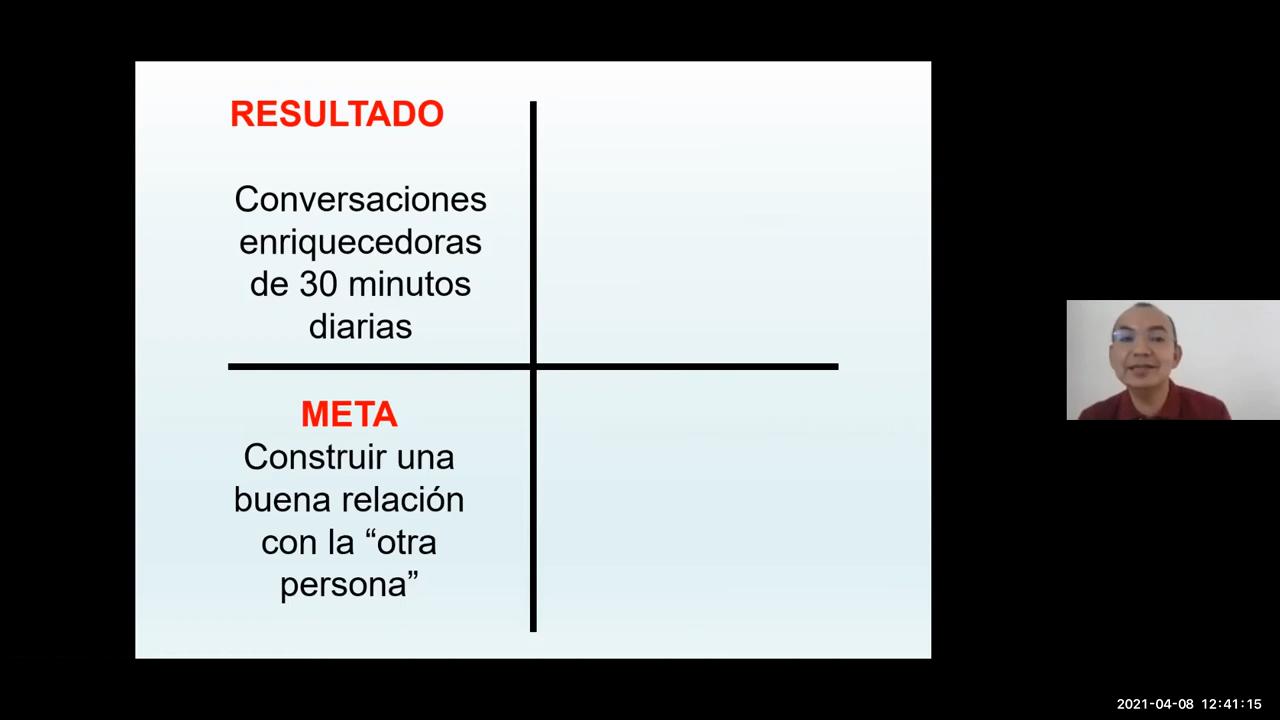 RESULTADO
Conversaciones
enriquecedoras
de 30 minutos
diarias
META
Construir una
buena relación
con la “otra
persona”
2021-04-08 12:41:15